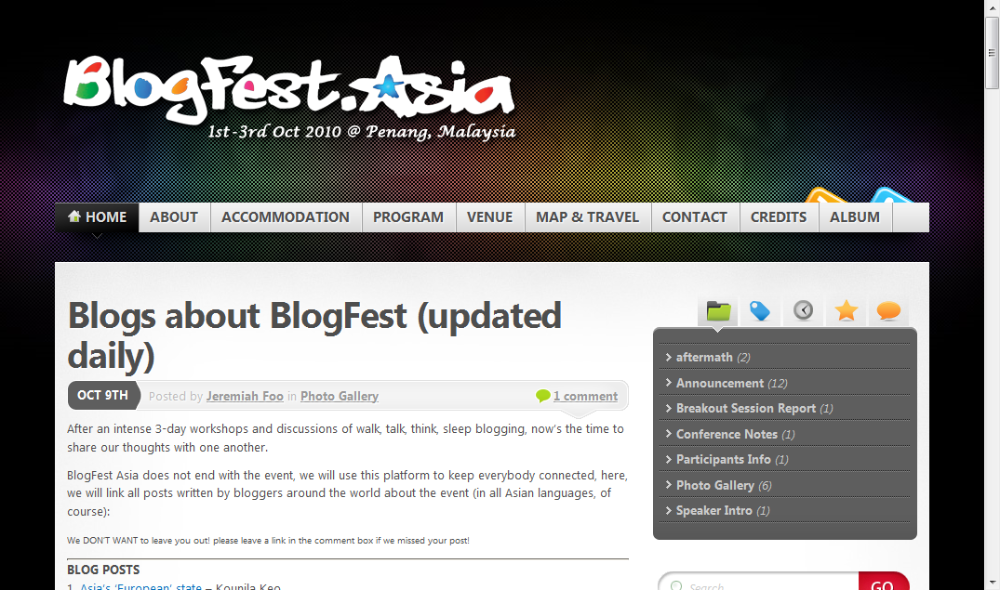 BlogFest.Asia
1st-3rd Oct 2010 @ Penang, Malaysia
HOME ABOUT ACCOMMODATION PROGRAM VENUE MAP & TRAVEL CONTACT CREDITS ALBUM
Blogs about BlogFest (updated
daily)
OCT 9TH Posted by Jeremiah Foo in Photo Gallery 1 comment
After an intense 3-day workshops and discussions of walk, talk, think, sleep blogging, now's the time to
share our thoughts with one another.
BlogFest Asia does not end with the event, we will use this platform to keep everybody connected, here,
we will link all posts written by bloggers around the world about the event (in all Asian languages, of
course):
We DON'T WANT to leave you out! please leave a link in the comment box if we missed your post!
BLOG POSTS
1. Asia's 'European' state – Kounila Keo
aftermath (2)
Announcement (12)
Breakout Session Report (1)
Conference Notes (1)
Participants Info (1)
Photo Gallery (6)
Speaker Intro (1)
Search GO